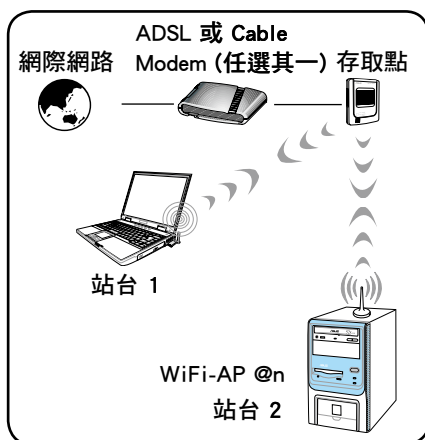 ADSL 或 Cable
網際網路 Modem (任選其一) 存取點
站台 1
WiFi-AP @n
站台 2